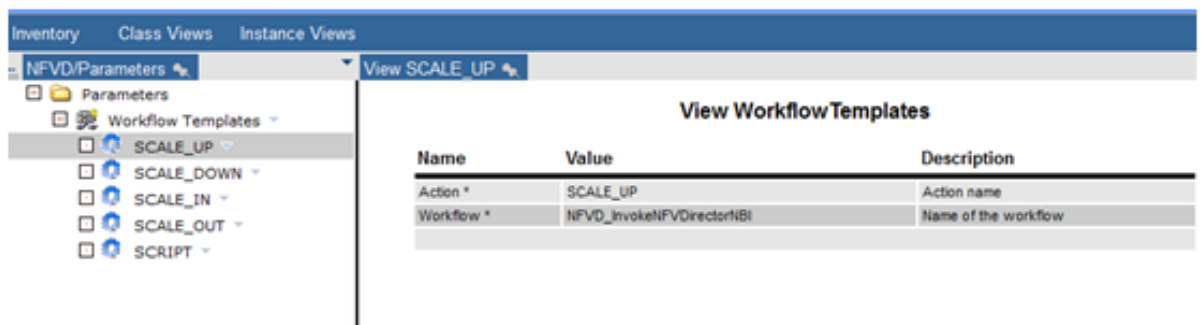 Inventory Class Views Instance Views
NFVD/Parameters
Parameters
Workflow Templates
SCALE_UP
SCALE_DOWN
SCALE_IN
SCALE_OUT
SCRIPT
View SCALE_UP
View WorkflowTemplates
Name Value Description
Action * SCALE_UP Action name
Workflow * NFVD_InvokeNFVDirectorNBI Name of the workflow